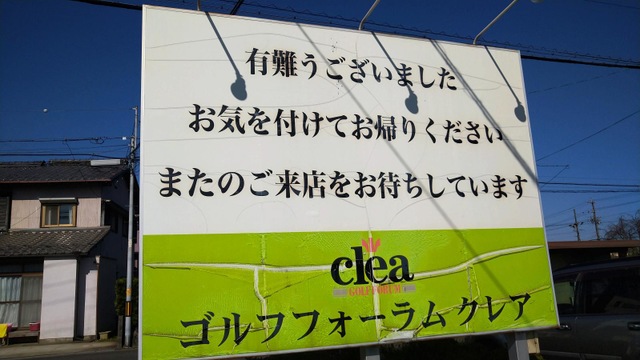 有難うございました
お気を付けてお帰りください
またのご来店をお待ちしています
clea
GOLF FORUM
ゴルフフォーラム クレア